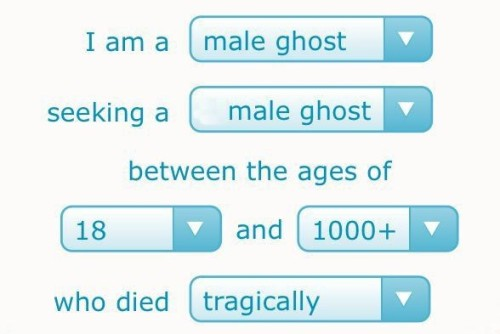 I am a male ghost
seeking a male ghost
between the ages of
18 and 1000+
who died tragically